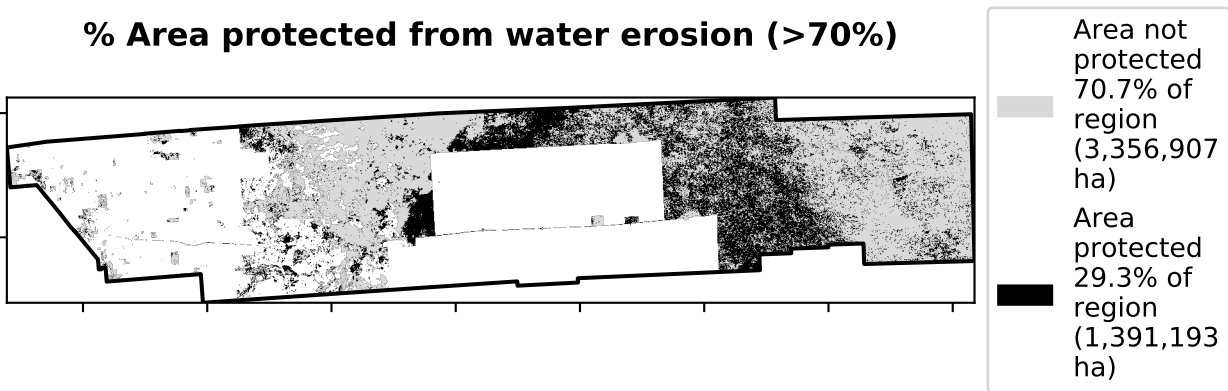 % Area protected from water erosion (>70%)
Area not
protected
70.7% of
region
(3,356,907
ha)
Area
protected
29.3% of
region
(1,391,193
ha)